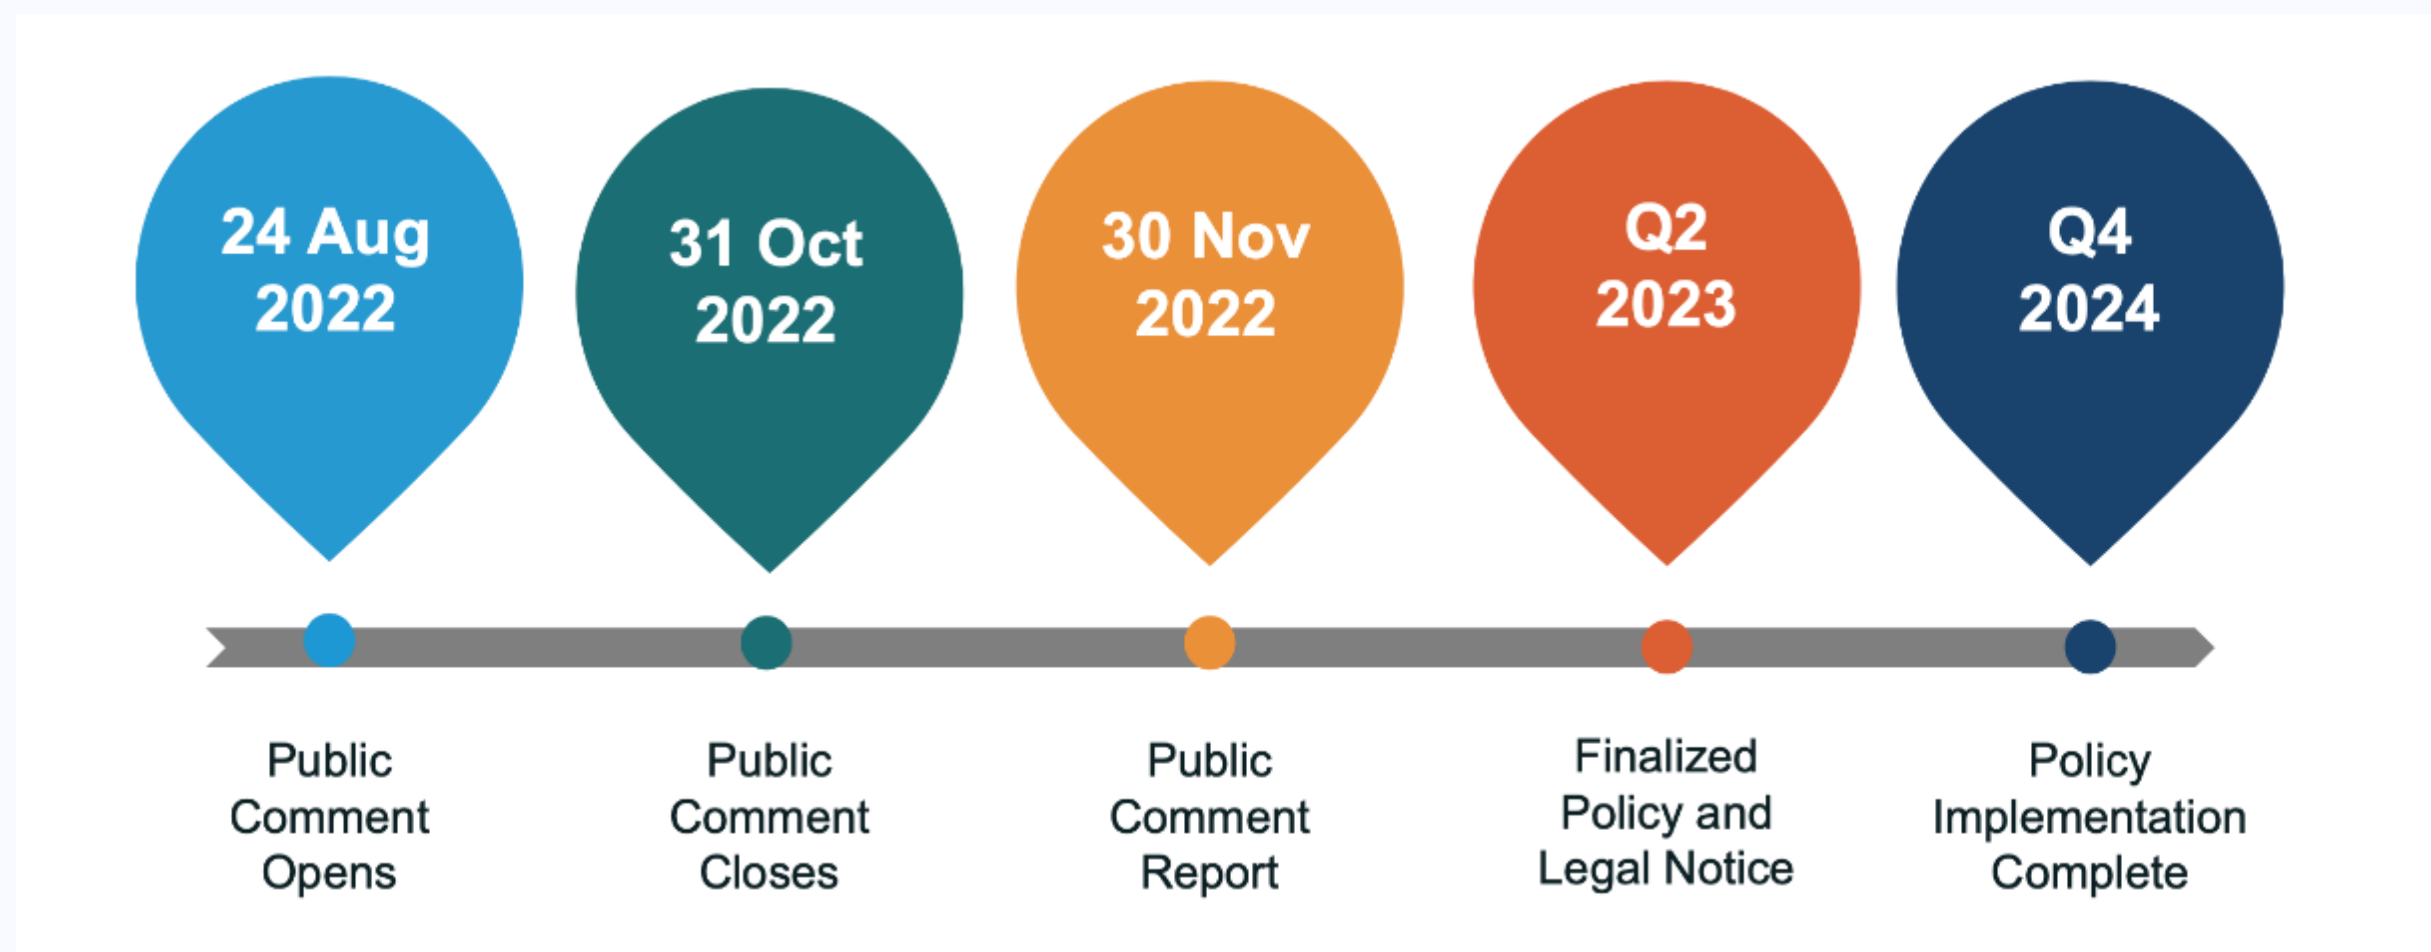 24 Aug
2022
31 Oct
2022
30 Nov
2022
Q2
2023
Q4
2024
Public
Comment
Opens
Public
Comment
Closes
Public
Comment
Report
Finalized
Policy and
Legal Notice
Policy
Implementation
Complete